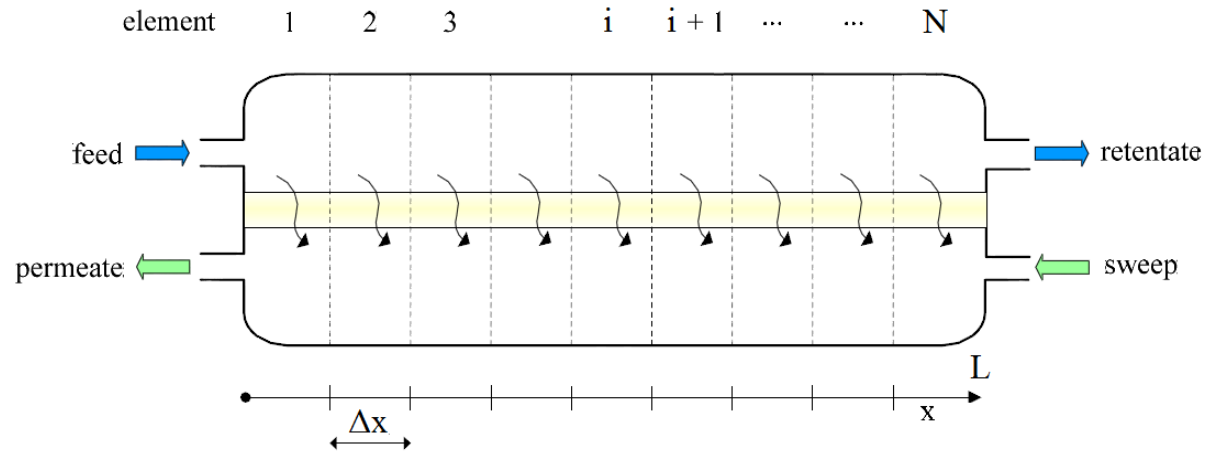 element 1 2 3 i i + 1 ... ... N
feed
retentate
permeate
sweep
L
x
Δx